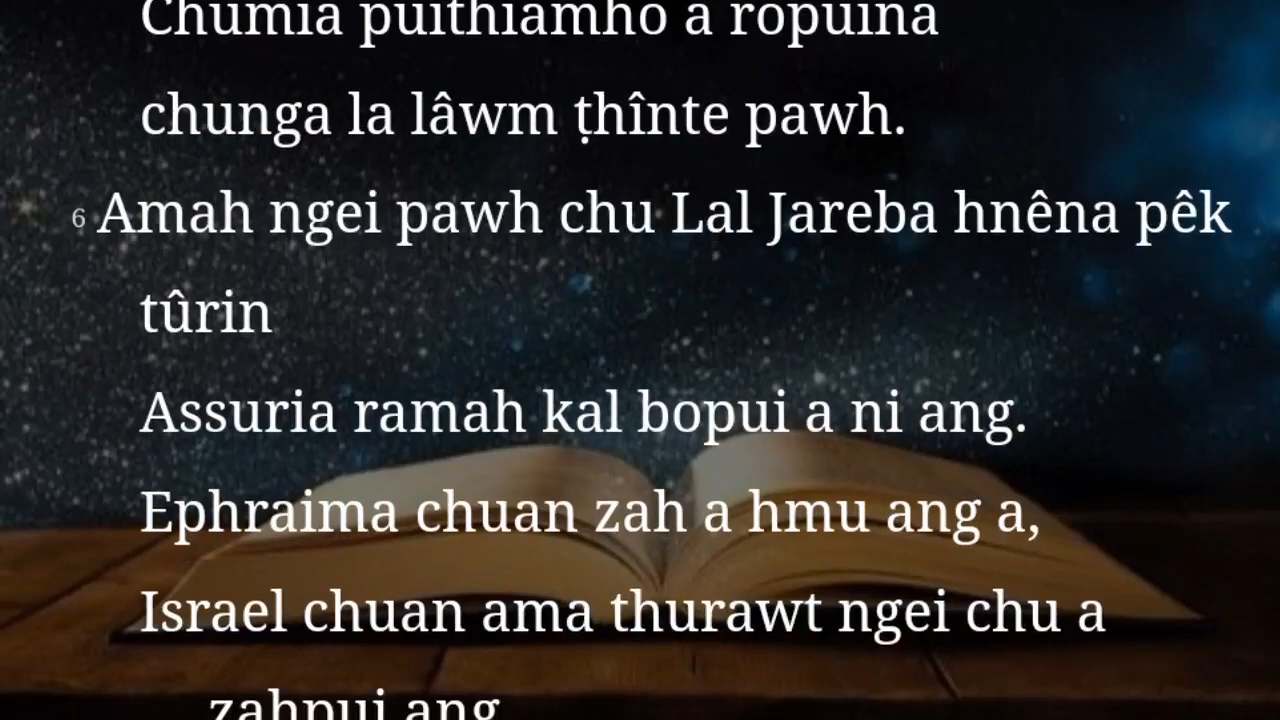 Chumia puithiamho a ropuina
chunga la lâwm ṭhînte pawh.
6 Amah ngei pawh chu Lal Jareba hnêna pêk
tûrin
Assuria ramah kal bopui a ni ang.
Ephraima chuan zah a hmu ang a,
Israel chuan ama thurawt ngei chu a
zahpui ang